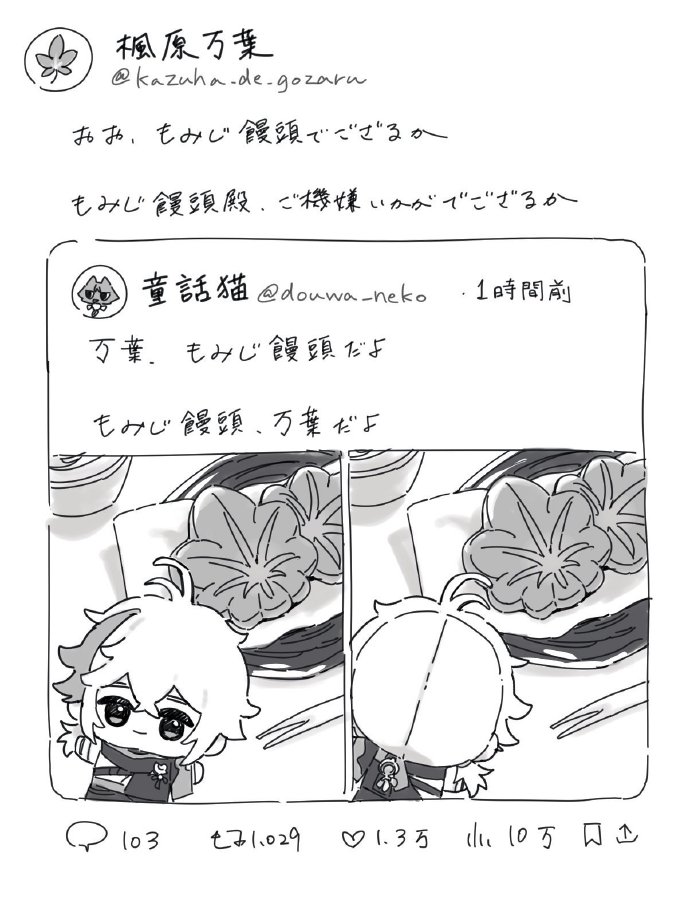 楓原万葉
@kazuha_de_gozaru
おお、もみじ饅頭でござるか
もみじ饅頭殿、ご機嫌いかがでござるか
童話猫 @douwa_neko ・1時間前
万葉、もみじ饅頭だよ
もみじ饅頭、万葉だよ
103 1.029 1.3万 10万